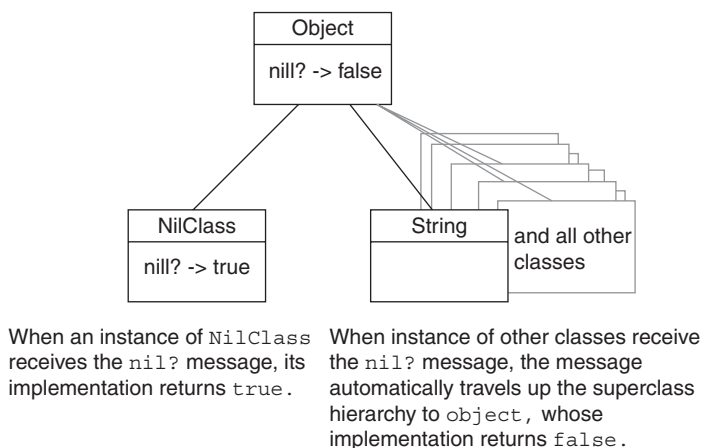 Object
nill? -> false
NilClass
nill? -> true
String
and all other
classes
When an instance of NilClass
receives the nil? message, its
implementation returns true.
When instance of other classes receive
the nil? message, the message
automatically travels up the superclass
hierarchy to object, whose
implementation returns false.